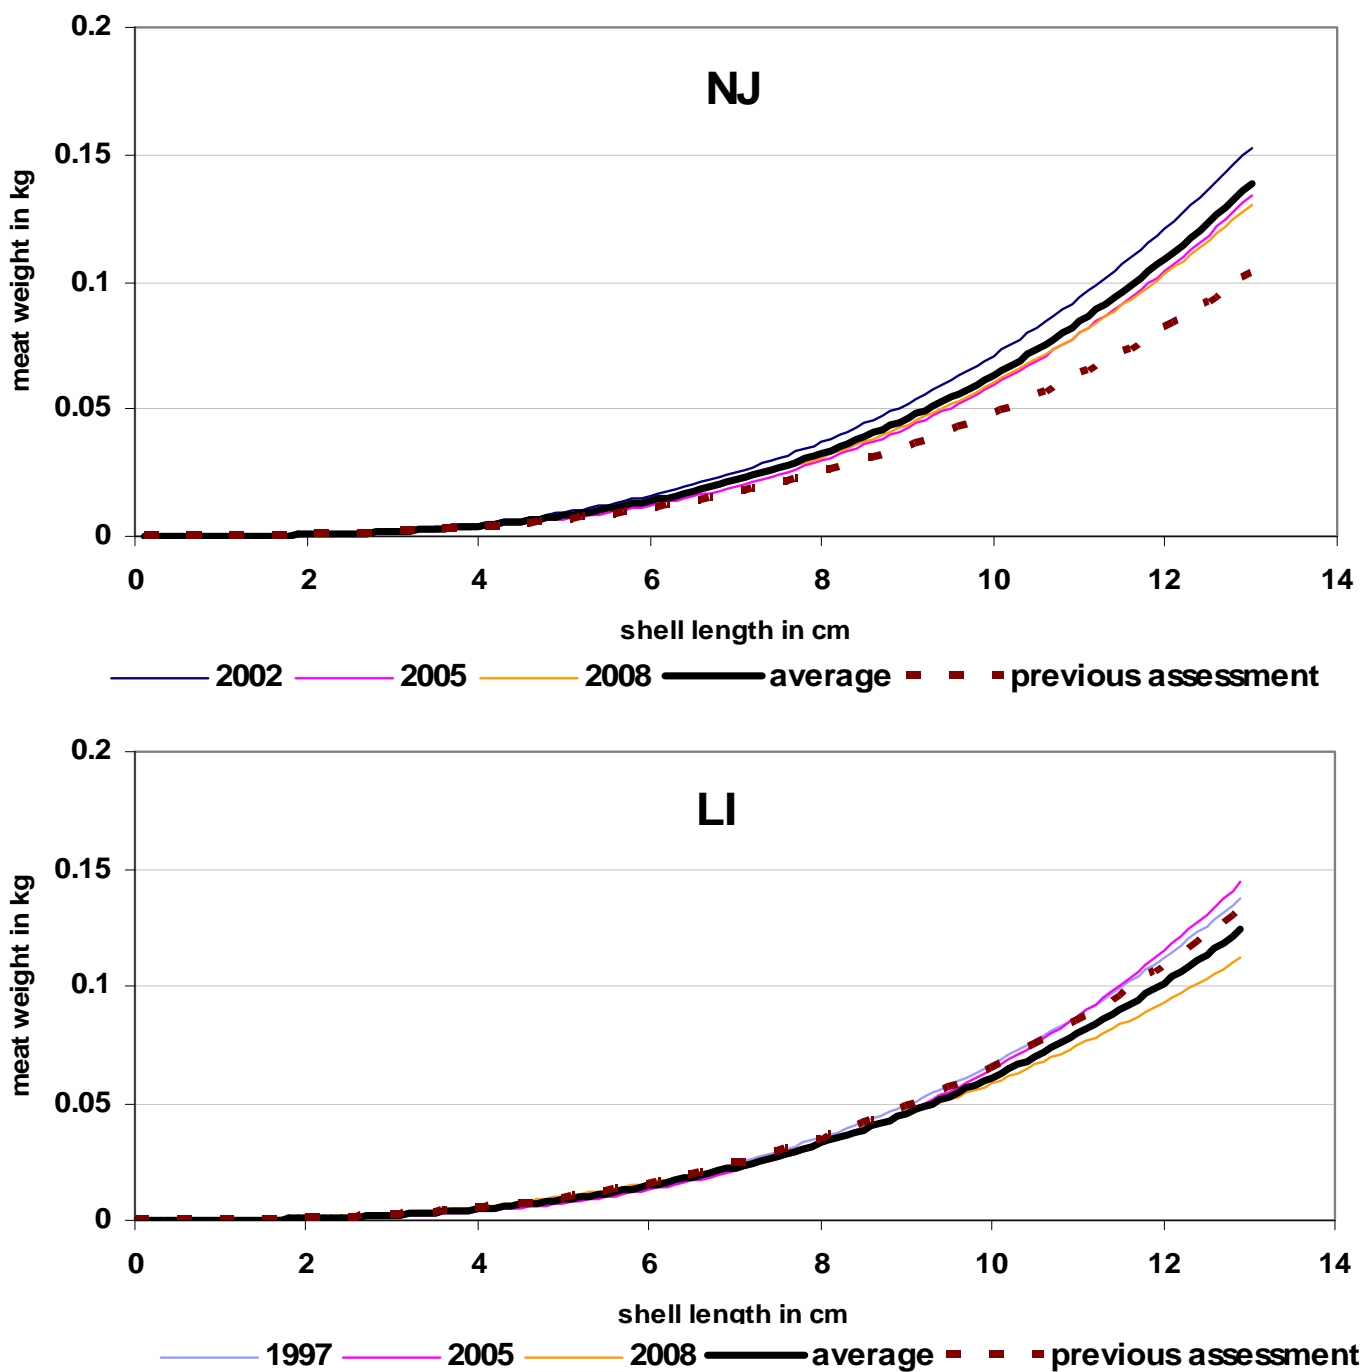 0.2
NJ
0.15
0.1
0.05
0
meat weight in kg
0 2 4 6 8 10 12 14
shell length in cm
2002 2005 2008 average previous assessment
0.2
LI
0.15
0.1
0.05
0
meat weight in kg
0 2 4 6 8 10 12 14
shell length in cm
1997 2005 2008 average previous assessment